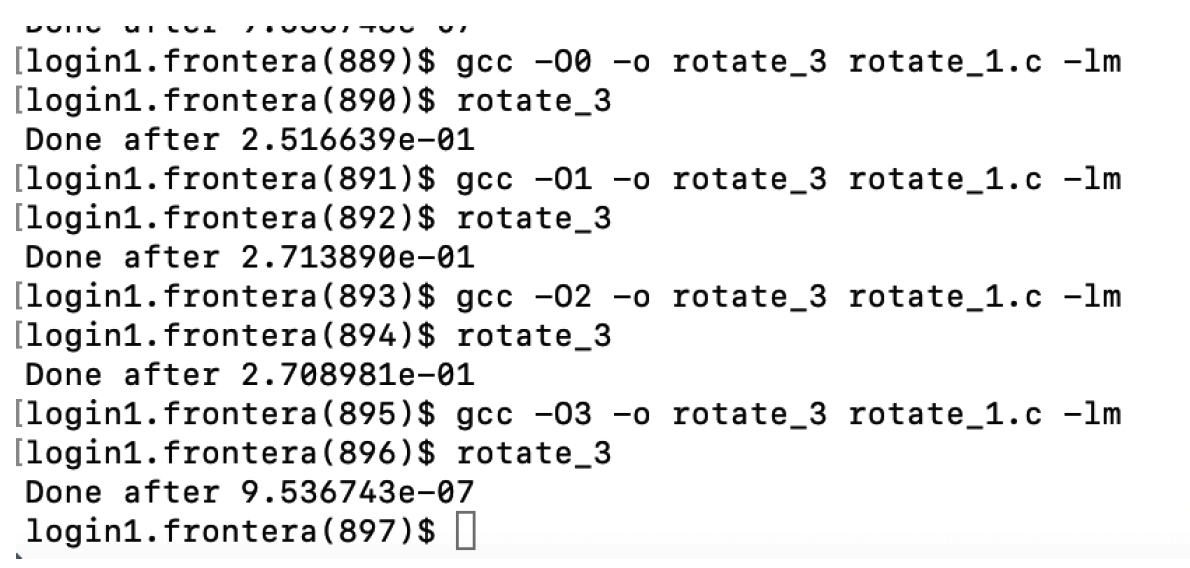 [login1.frontera(889)$ gcc -O0 -o rotate_3 rotate_1.c -lm
[login1.frontera(890)$ rotate_3
Done after 2.516639e-01
[login1.frontera(891)$ gcc -O1 -o rotate_3 rotate_1.c -lm
[login1.frontera(892)$ rotate_3
Done after 2.713890e-01
[login1.frontera(893)$ gcc -O2 -o rotate_3 rotate_1.c -lm
[login1.frontera(894)$ rotate_3
Done after 2.708981e-01
[login1.frontera(895)$ gcc -O3 -o rotate_3 rotate_1.c -lm
[login1.frontera(896)$ rotate_3
Done after 9.536743e-07
login1.frontera(897)$